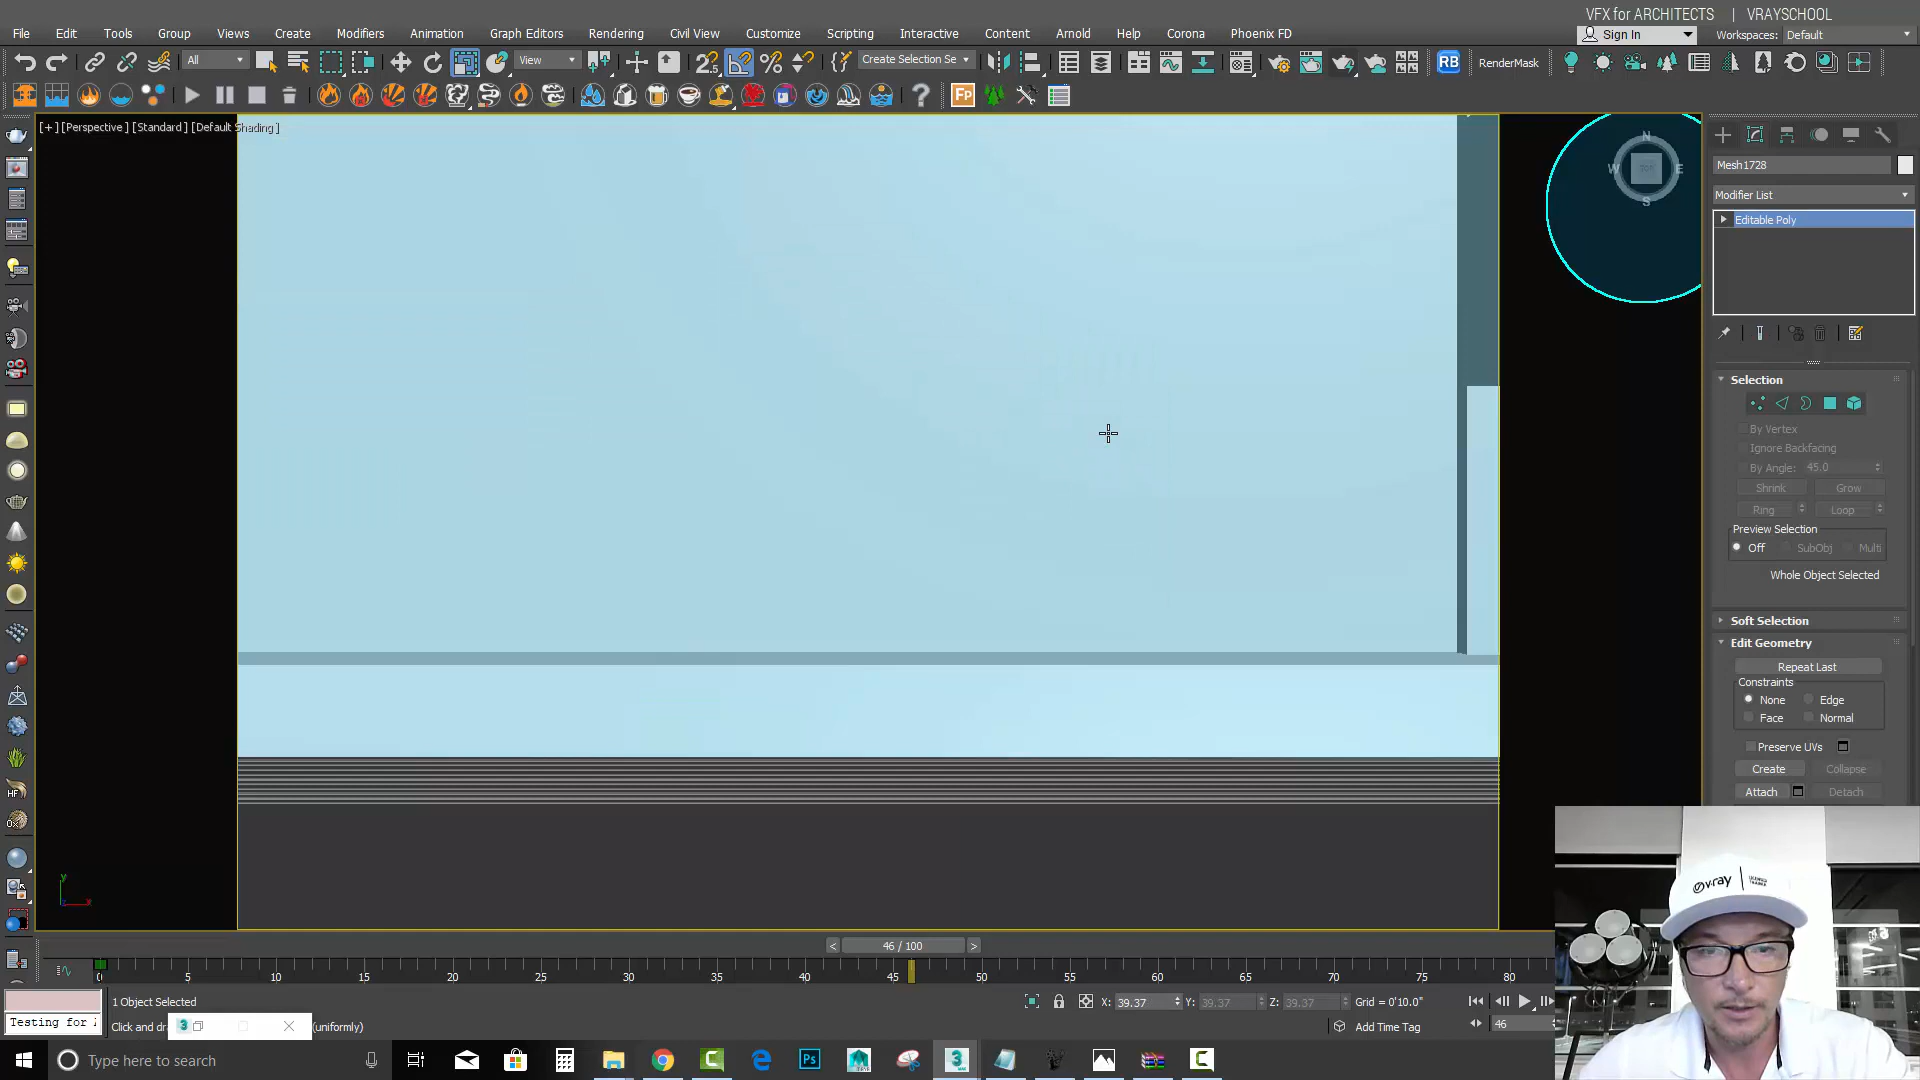 VFX for ARCHITECTS | VRAYSCHOOL
File Edit Tools Group Views Create Modifiers Animation Graph Editors Rendering Civil View Customize Scripting Interactive Content Arnold Help Corona Phoenix FD
Sign In Workspaces: Default
All View Create Selection Se RB RenderMask
Fp
[+] [Perspective] [Standard] [Default Shading]
N
W E
S
Mesh1728
Modifier List
Editable Poly
Selection
By Vertex
Ignore Backfacing
By Angle: 45.0
Shrink Grow
Ring Loop
Preview Selection
Off SubObj Multi
Whole Object Selected
Soft Selection
Edit Geometry
Repeat Last
Constraints
None Edge
Face Normal
Preserve UVs
Create Collapse
Attach Detach
v-ray
y
x
< 46 / 100 >
0 5 10 15 20 25 30 35 40 45 50 55 60 65 70 75 80
1 Object Selected
X: 39.37 Y: 39.37 Z: 39.37 Grid = 0'10.0"
Testing for
Click and dr
3
(uniformly)
Add Time Tag
46
Type here to search
Ps
3